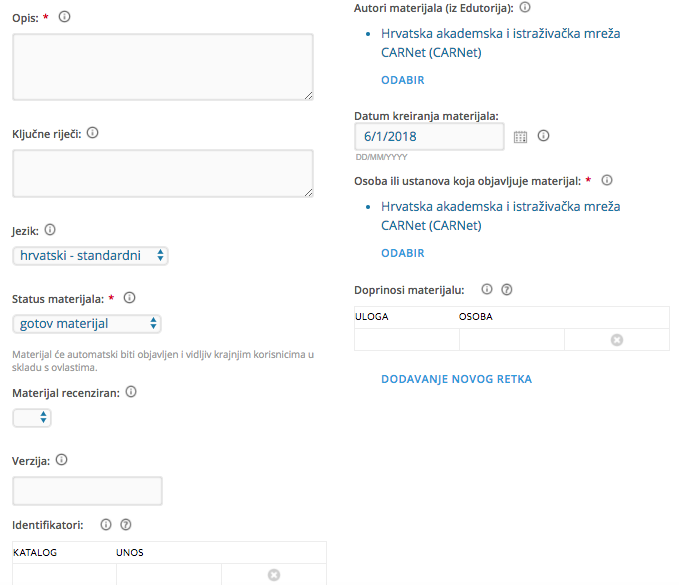 Opis: *
Ključne riječi:
Jezik:
hrvatski - standardni
Status materijala: *
gotov materijal
Materijal će automatski biti objavljen i vidljiv krajnjim korisnicima u
skladu s ovlastima.
Materijal recenziran:
Verzija:
Identifikatori:
KATALOG UNOS
Autori materijala (iz Edutorija):
Hrvatska akademska i istraživačka mreža
CARNet (CARNet)
ODABIR
Datum kreiranja materijala:
6/1/2018
DD/MM/YYYY
Osoba ili ustanova koja objavljuje materijal: *
Hrvatska akademska i istraživačka mreža
CARNet (CARNet)
ODABIR
Doprinosi materijalu:
ULOGA OSOBA
DODAVANJE NOVOG RETKA